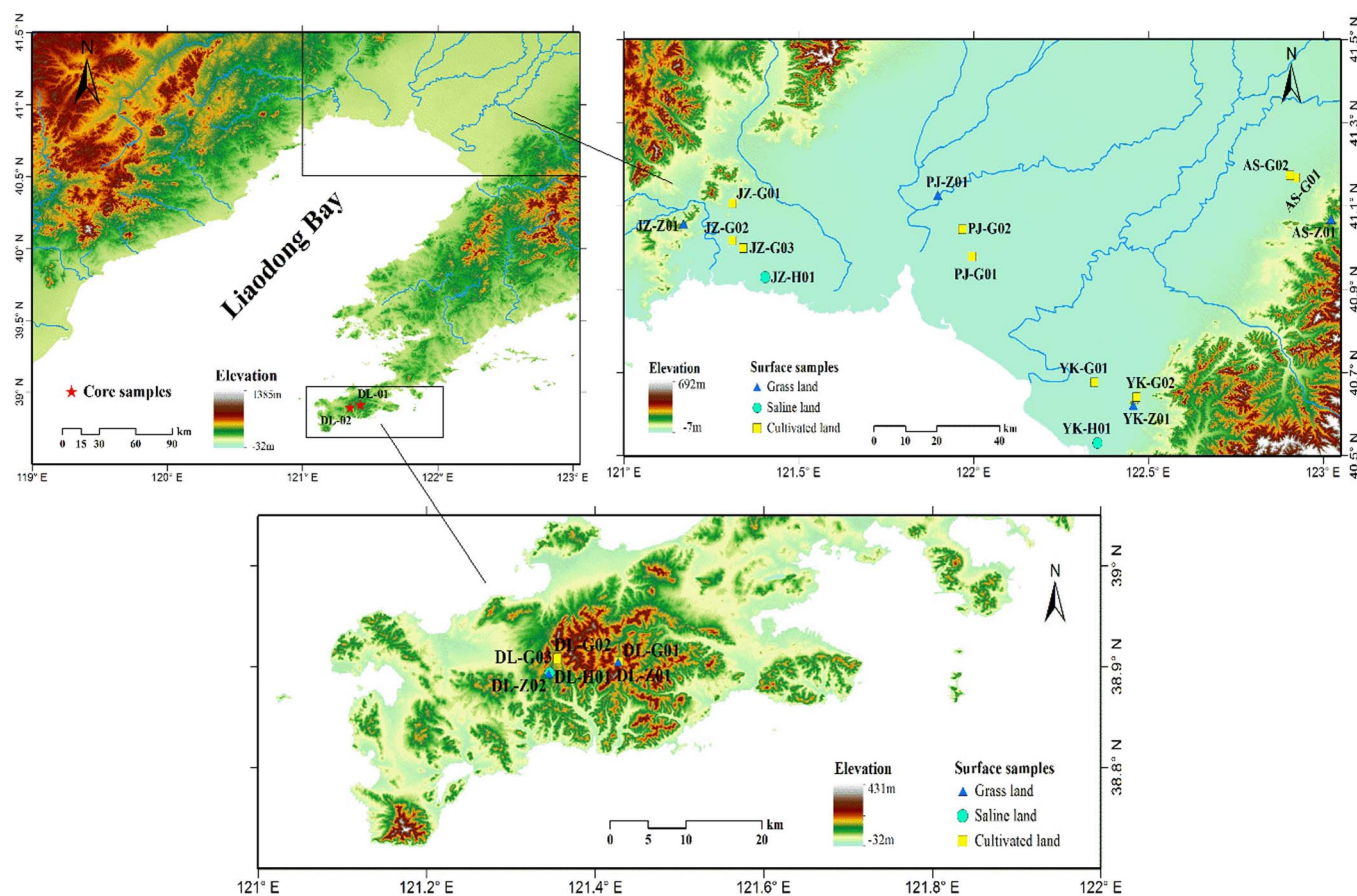 41.5° N
41° N
40.5° N
40° N
39.5° N
39° N
N
Liaodong Bay
Core samples
0 15 30 60 90 km
Elevation
1385m
-32m
DL-01
DL-02
119° E
120° E
121° E
122° E
123° E
N
JZ-G01
JZ-Z01
JZ-G02
JZ-G03
JZ-H01
PJ-Z01
PJ-G02
PJ-G01
AS-G02
AS-G01
AS-Z01
YK-G01
YK-G02
YK-Z01
YK-H01
Elevation
692m
-7m
Surface samples
Grass land
Saline land
Cultivated land
0 10 20 40 km
41.5° N
41.3° N
41.1° N
40.9° N
40.7° N
40.5° N
121° E
121.5° E
122° E
122.5° E
123° E
N
DL-G03
DL-G02
DL-G01
DL-Z02
DL-H01
DL-Z01
39° N
38.9° N
38.8° N
Elevation
431m
-32m
Surface samples
Grass land
Saline land
Cultivated land
0 5 10 20 km
121° E
121.2° E
121.4° E
121.6° E
121.8° E
122° E